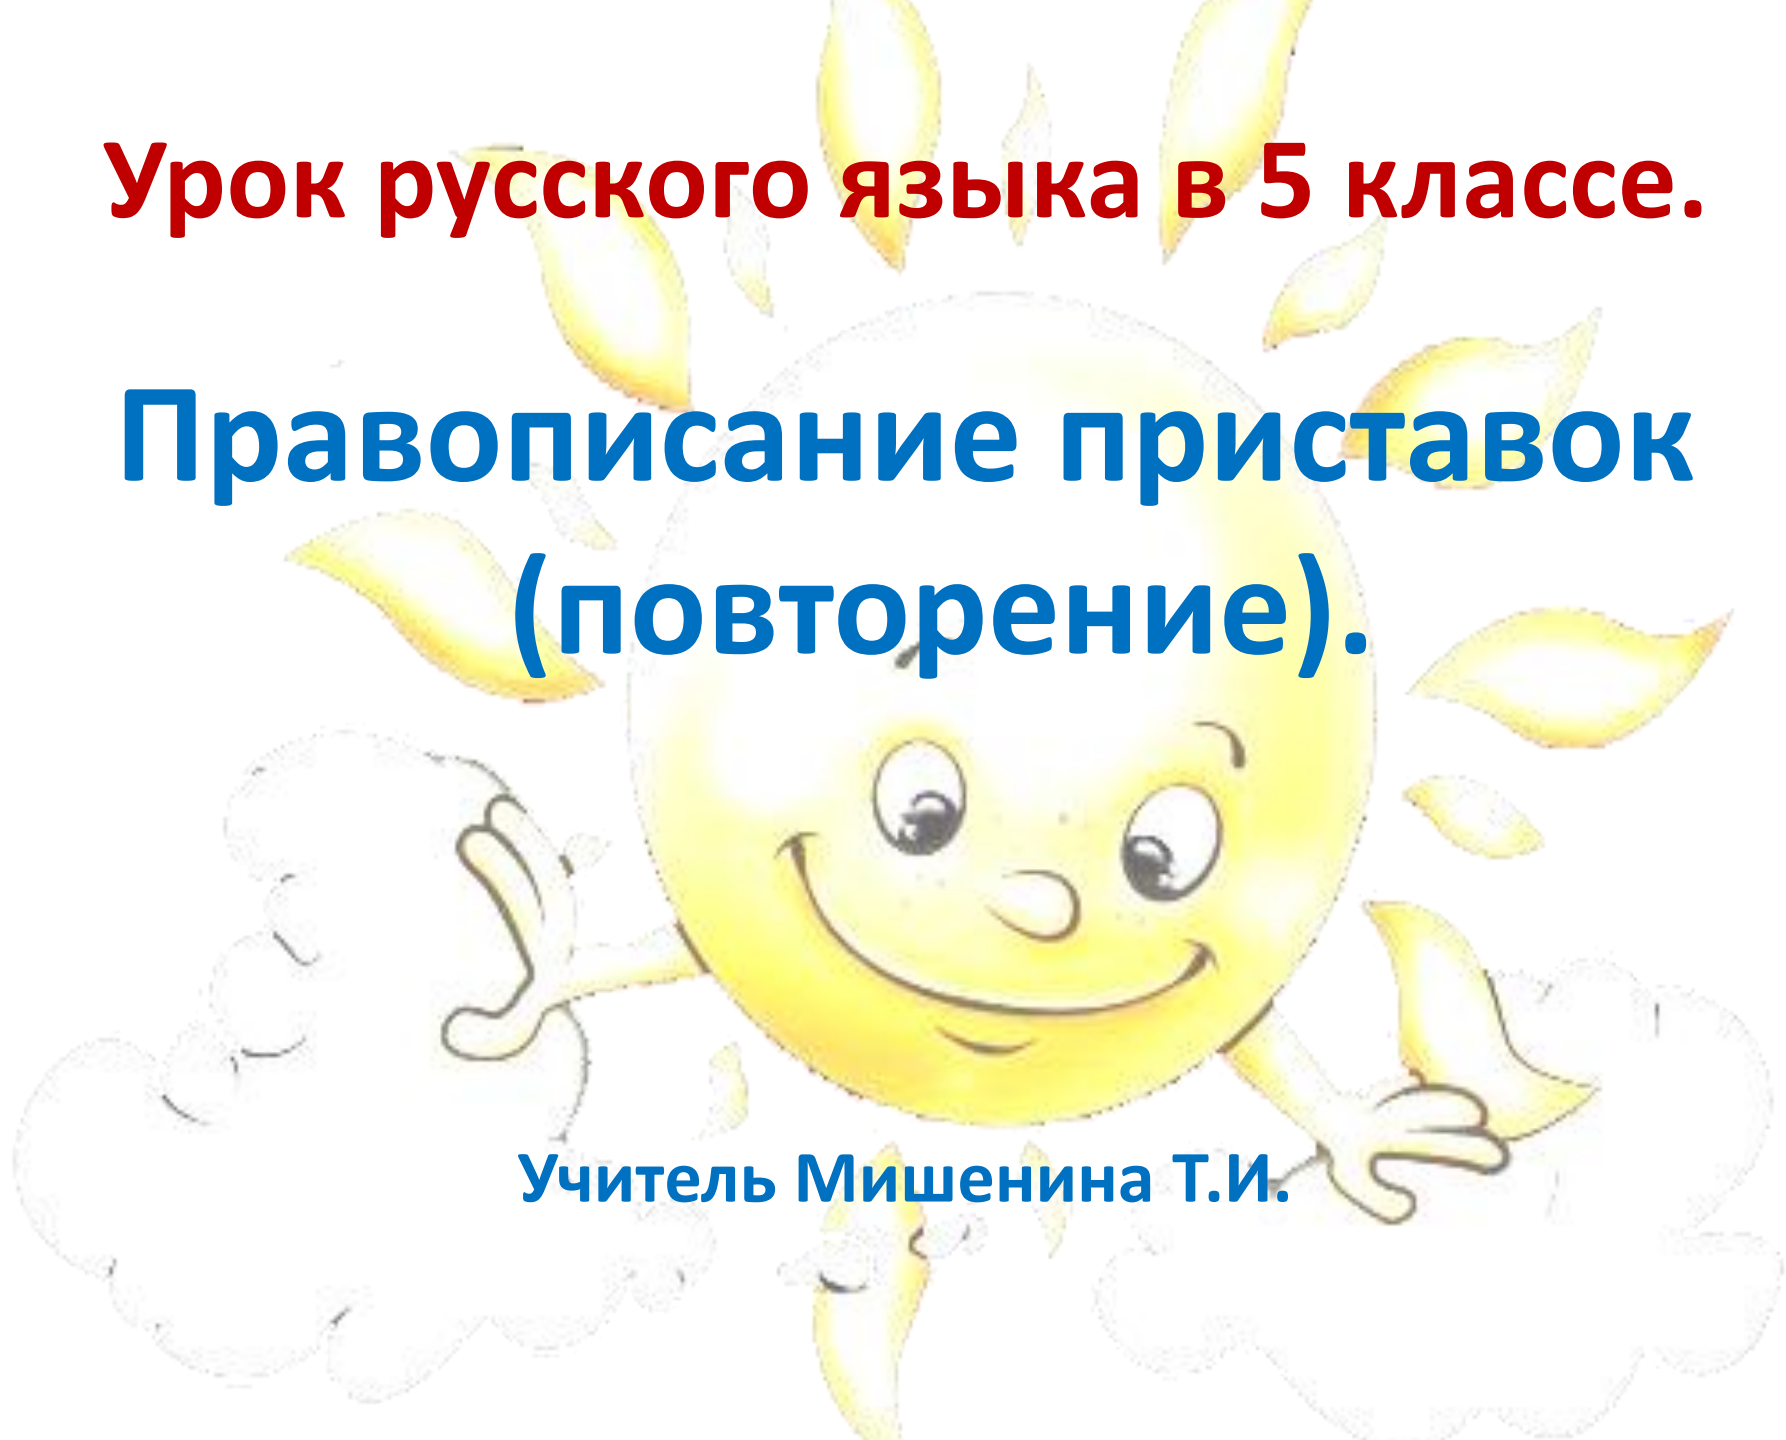 Урок русского языка в 5 классе.
Правописание приставок
(повторение).
Учитель Мишенина Т.И.